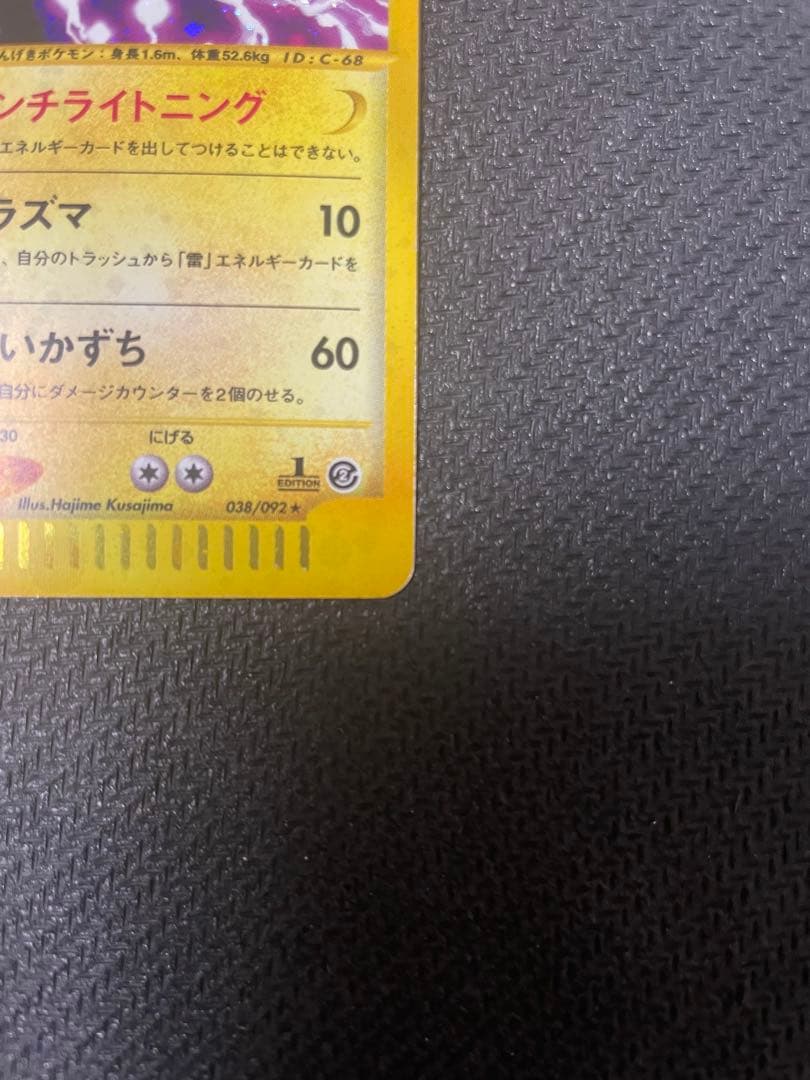 んげきポケモン：身長1.6m、体重52.6kg ID:C-68
ンチライトニング
エネルギーカードを出してつけることはできない。
ラズマ 10
、自分のトラッシュから「雷」エネルギーカードを
いかずち 60
自分にダメージカウンターを2個のせる。
30 にげる
1 EDITION 2
Illus.Hajime Kusajima 038/092★